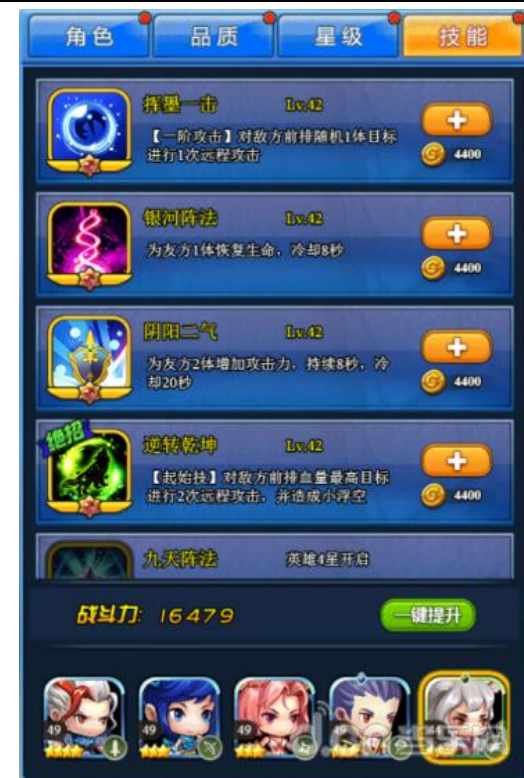 角色 品质 星级 技能
挥墨一击 Lv.42
【一阶攻击】对敌方前排随机1体目标
进行1次远程攻击
4400
银河阵法 Lv.42
为友方1体恢复生命，冷却8秒
4400
阴阳二气 Lv.42
为友方2体增加攻击力，持续8秒，冷
却20秒
4400
绝招
逆转乾坤 Lv.42
【起始技】对敌方前排血量最高目标
进行2次远程攻击，并造成小浮空
4400
九天阵法 英雄4星开启
战斗力: 16479 一键提升
49 49 49 49